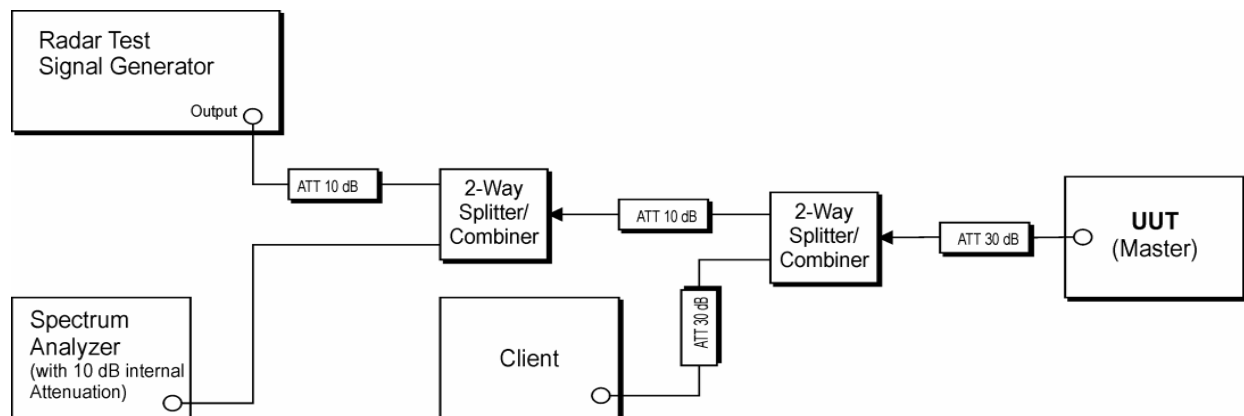 Radar Test
Signal Generator
Output
ATT 10 dB
2-Way
Splitter/
Combiner
ATT 10 dB
2-Way
Splitter/
Combiner
ATT 30 dB
UUT
(Master)
Spectrum
Analyzer
(with 10 dB internal
Attenuation)
Client
ATT 30 dB